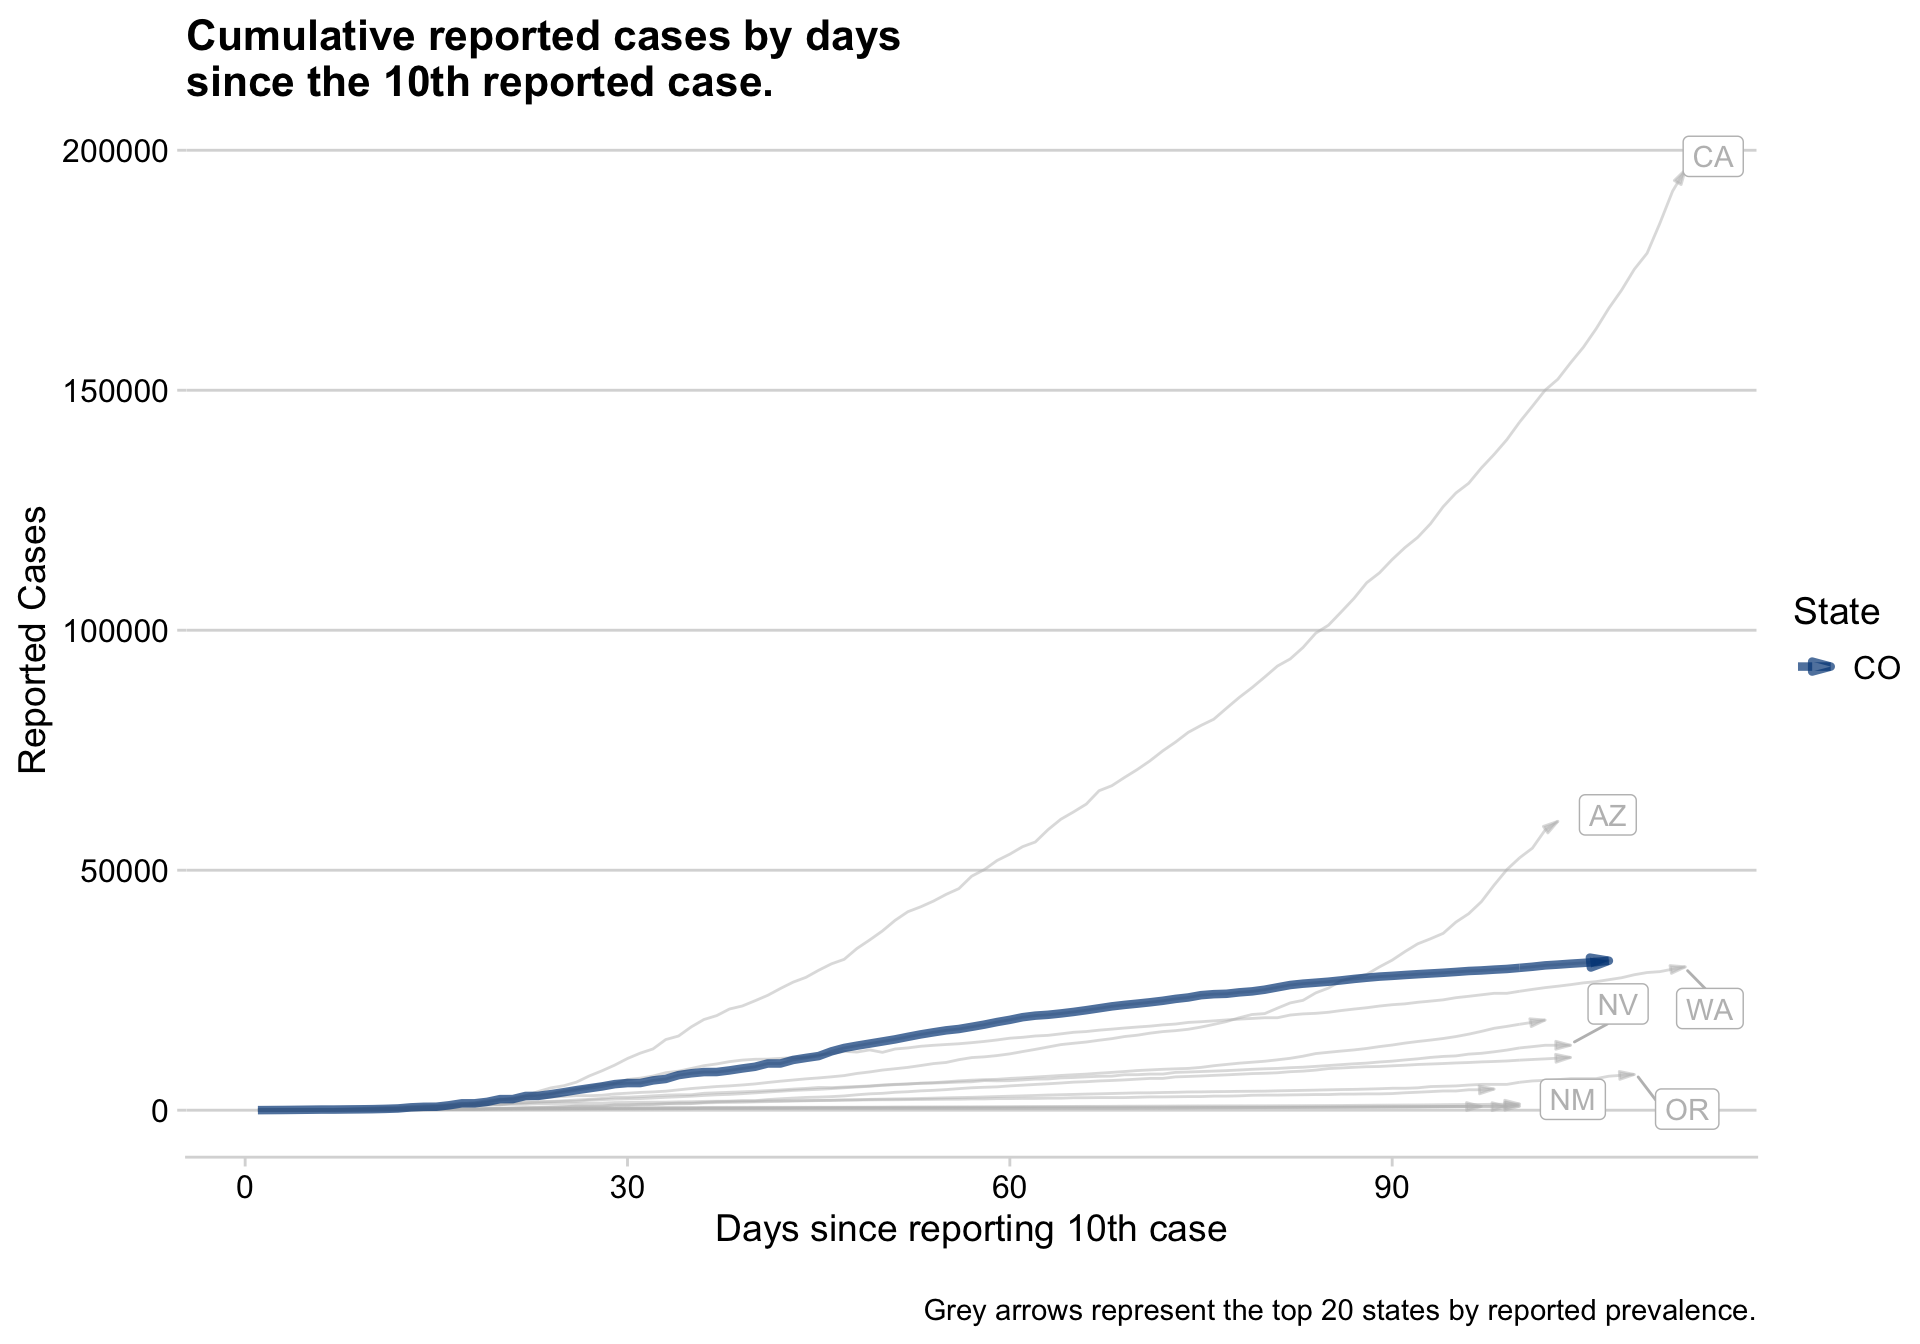 Cumulative reported cases by days
since the 10th reported case.
200000
150000
100000
50000
0
Reported Cases
CA
AZ
NV
WA
NM
OR
State
CO
0
30
60
90
Days since reporting 10th case
Grey arrows represent the top 20 states by reported prevalence.